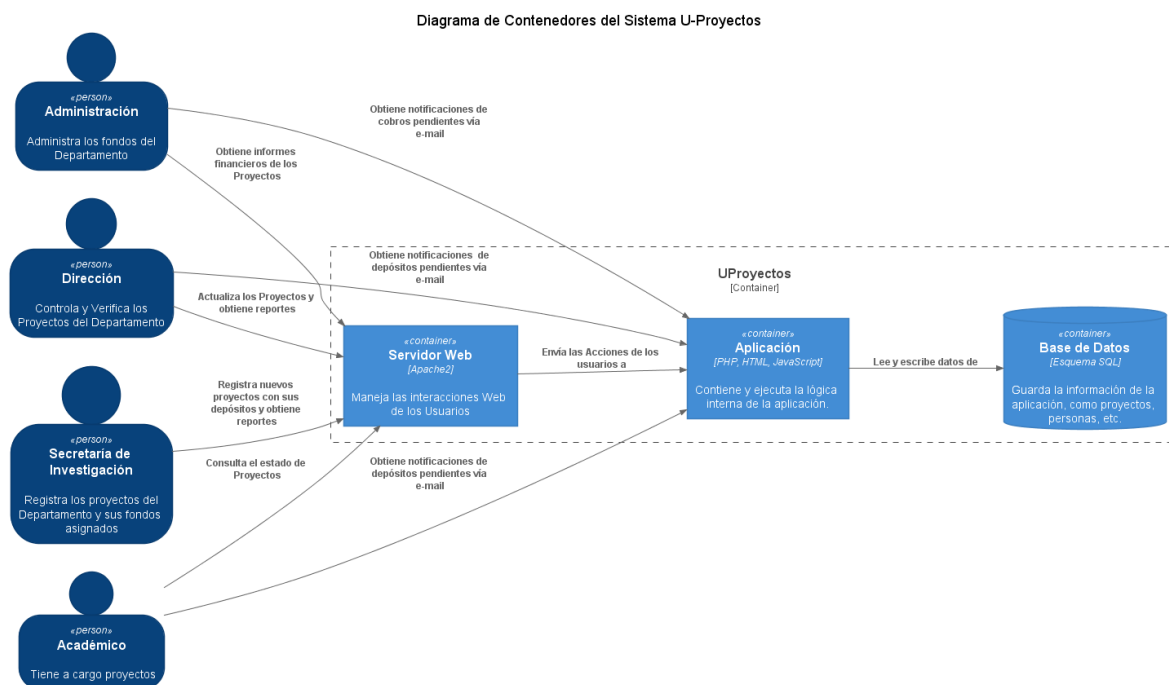 Diagrama de Contenedores del Sistema U-Proyectos
«person»
Administración
Administra los fondos del
Departamento
Obtiene notificaciones de
cobros pendientes vía
e-mail
Obtiene informes
financieros de los
Proyectos
«person»
Dirección
Controla y Verifica los
Proyectos del Departamento
Obtiene notificaciones de
depósitos pendientes vía
e-mail
Actualiza los Proyectos y
obtiene reportes
UProyectos
[Container]
«container»
Servidor Web
[Apache2]
Maneja las interacciones Web
de los Usuarios
Envía las Acciones de los
usuarios a
«container»
Aplicación
[PHP, HTML, JavaScript]
Contiene y ejecuta la lógica
interna de la aplicación.
Lee y escribe datos de
«container»
Base de Datos
[Esquema SQL]
Guarda la información de la
aplicación, como proyectos,
personas, etc.
Registra nuevos
proyectos con sus
depósitos y obtiene
reportes
«person»
Secretaría de
Investigación
Registra los proyectos del
Departamento y sus fondos
asignados
Consulta el estado de
Proyectos
Obtiene notificaciones de
depósitos pendientes vía
e-mail
«person»
Académico
Tiene a cargo proyectos